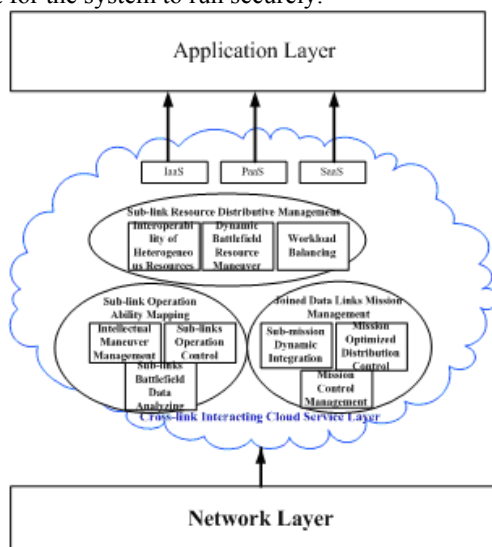 for the system to run securely.
Application Layer
IaaS PaaS SaaS
Sub-link Resource Distributive Management
Interoperabi
lity of
Heterogeneo
us Resources
Dynamic
Battlefield
Resource
Maneuver
Workload
Balancing
Sub-link Operation
Ability Mapping
Intellectual
Maneuver
Management
Sub-links
Operation
Control
Sub-links
Battlefield
Data
Analyzing
Joined Data Links Mission
Management
Sub-mission
Dynamic
Integration
Mission
Optimized
Distribution
Control
Mission
Control
Management
Cross-link Interacting Cloud Service Layer
Network Layer